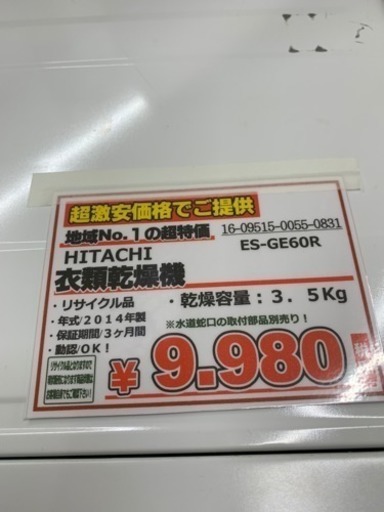 超激安価格でご提供
地域No.1の超特価
16-09515-0055-0831
HITACHI
ES-GE60R
衣類乾燥機
・リサイクル品
・乾燥容量：3.5Kg
・年式/2014年製
・保証期間/3ヶ月間
※水道蛇口の取付部品別売り！
・動認/OK!
¥9.980